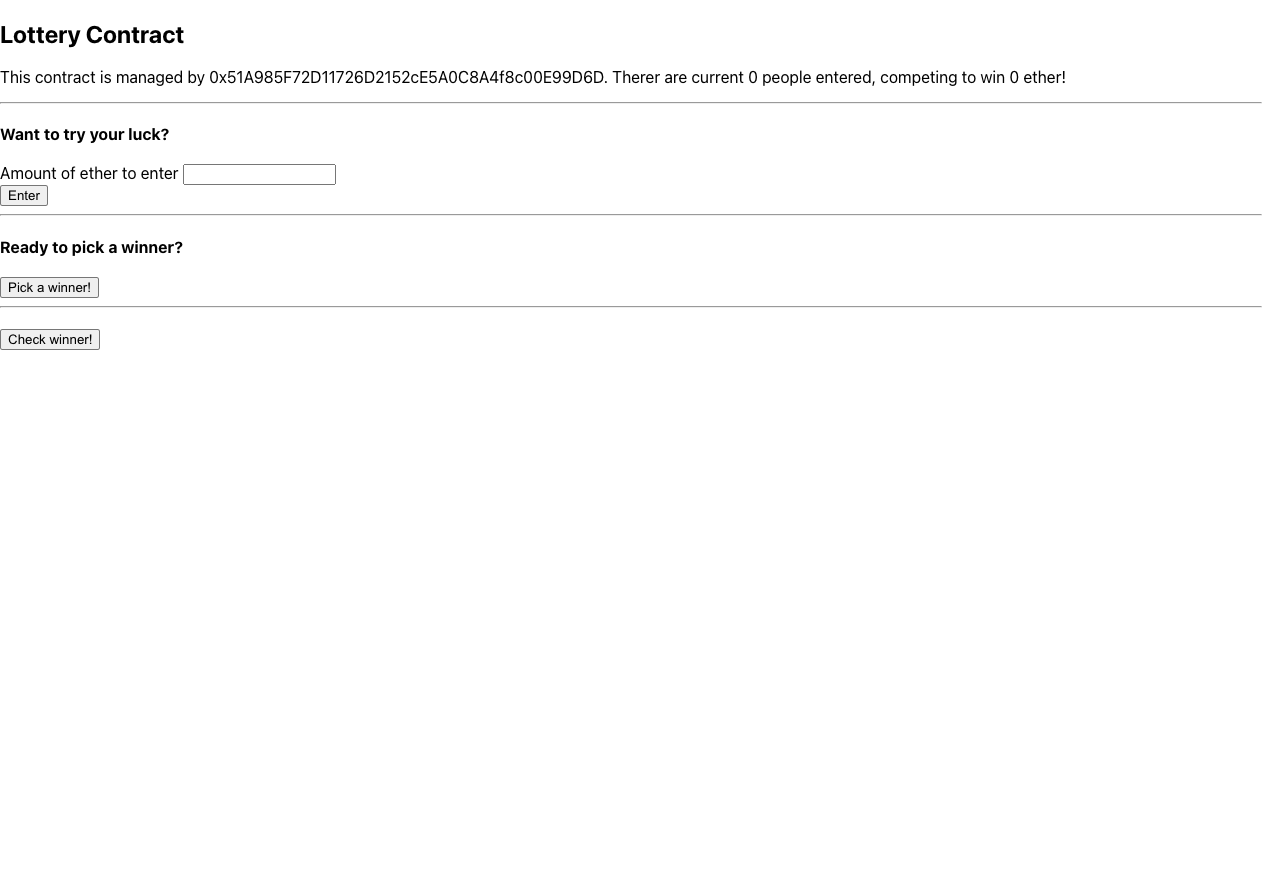 Lottery Contract
This contract is managed by 0x51A985F72D11726D2152cE5A0C8A4f8c00E99D6D. Therer are current 0 people entered, competing to win 0 ether!
Want to try your luck?
Amount of ether to enter
Enter
Ready to pick a winner?
Pick a winner!
Check winner!